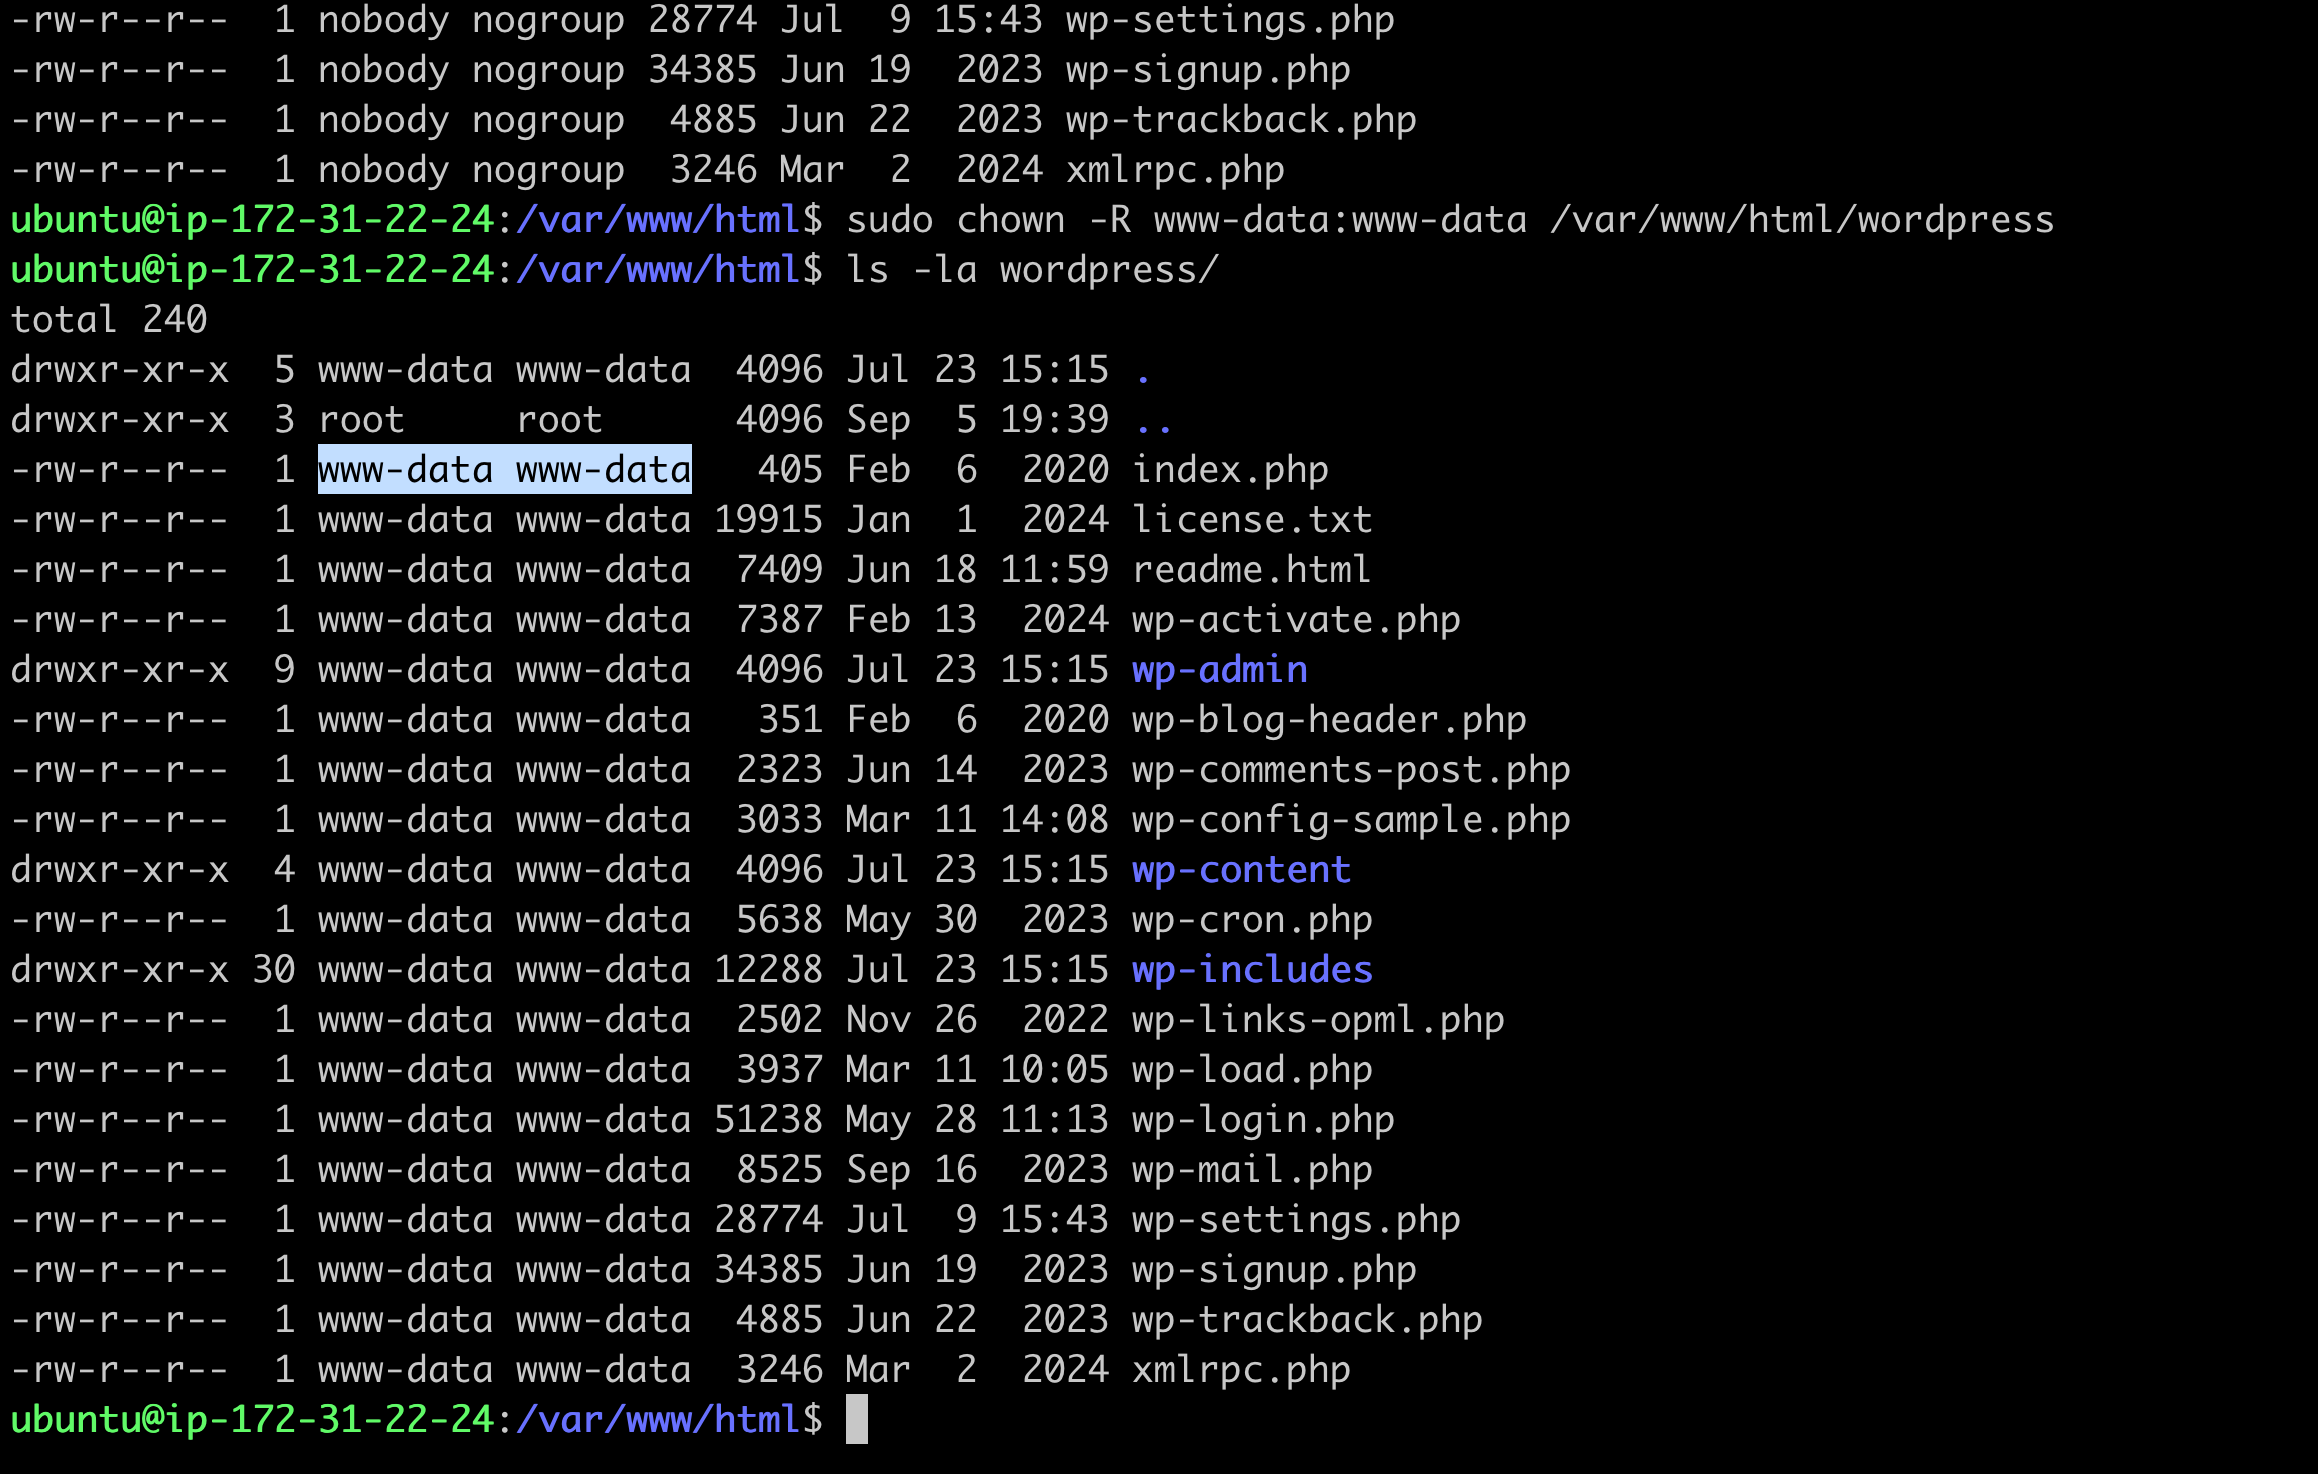 -rw-r--r--  1 nobody nogroup 28774 Jul  9 15:43 wp-settings.php
-rw-r--r--  1 nobody nogroup 34385 Jun 19  2023 wp-signup.php
-rw-r--r--  1 nobody nogroup  4885 Jun 22  2023 wp-trackback.php
-rw-r--r--  1 nobody nogroup  3246 Mar  2  2024 xmlrpc.php
ubuntu@ip-172-31-22-24:/var/www/html$ sudo chown -R www-data:www-data /var/www/html/wordpress
ubuntu@ip-172-31-22-24:/var/www/html$ ls -la wordpress/
total 240
drwxr-xr-x  5 www-data www-data  4096 Jul 23 15:15 .
drwxr-xr-x  3 root     root      4096 Sep  5 19:39 ..
-rw-r--r--  1 www-data www-data   405 Feb  6  2020 index.php
-rw-r--r--  1 www-data www-data 19915 Jan  1  2024 license.txt
-rw-r--r--  1 www-data www-data  7409 Jun 18 11:59 readme.html
-rw-r--r--  1 www-data www-data  7387 Feb 13  2024 wp-activate.php
drwxr-xr-x  9 www-data www-data  4096 Jul 23 15:15 wp-admin
-rw-r--r--  1 www-data www-data   351 Feb  6  2020 wp-blog-header.php
-rw-r--r--  1 www-data www-data  2323 Jun 14  2023 wp-comments-post.php
-rw-r--r--  1 www-data www-data  3033 Mar 11 14:08 wp-config-sample.php
drwxr-xr-x  4 www-data www-data  4096 Jul 23 15:15 wp-content
-rw-r--r--  1 www-data www-data  5638 May 30  2023 wp-cron.php
drwxr-xr-x 30 www-data www-data 12288 Jul 23 15:15 wp-includes
-rw-r--r--  1 www-data www-data  2502 Nov 26  2022 wp-links-opml.php
-rw-r--r--  1 www-data www-data  3937 Mar 11 10:05 wp-load.php
-rw-r--r--  1 www-data www-data 51238 May 28 11:13 wp-login.php
-rw-r--r--  1 www-data www-data  8525 Sep 16  2023 wp-mail.php
-rw-r--r--  1 www-data www-data 28774 Jul  9 15:43 wp-settings.php
-rw-r--r--  1 www-data www-data 34385 Jun 19  2023 wp-signup.php
-rw-r--r--  1 www-data www-data  4885 Jun 22  2023 wp-trackback.php
-rw-r--r--  1 www-data www-data  3246 Mar  2  2024 xmlrpc.php
ubuntu@ip-172-31-22-24:/var/www/html$